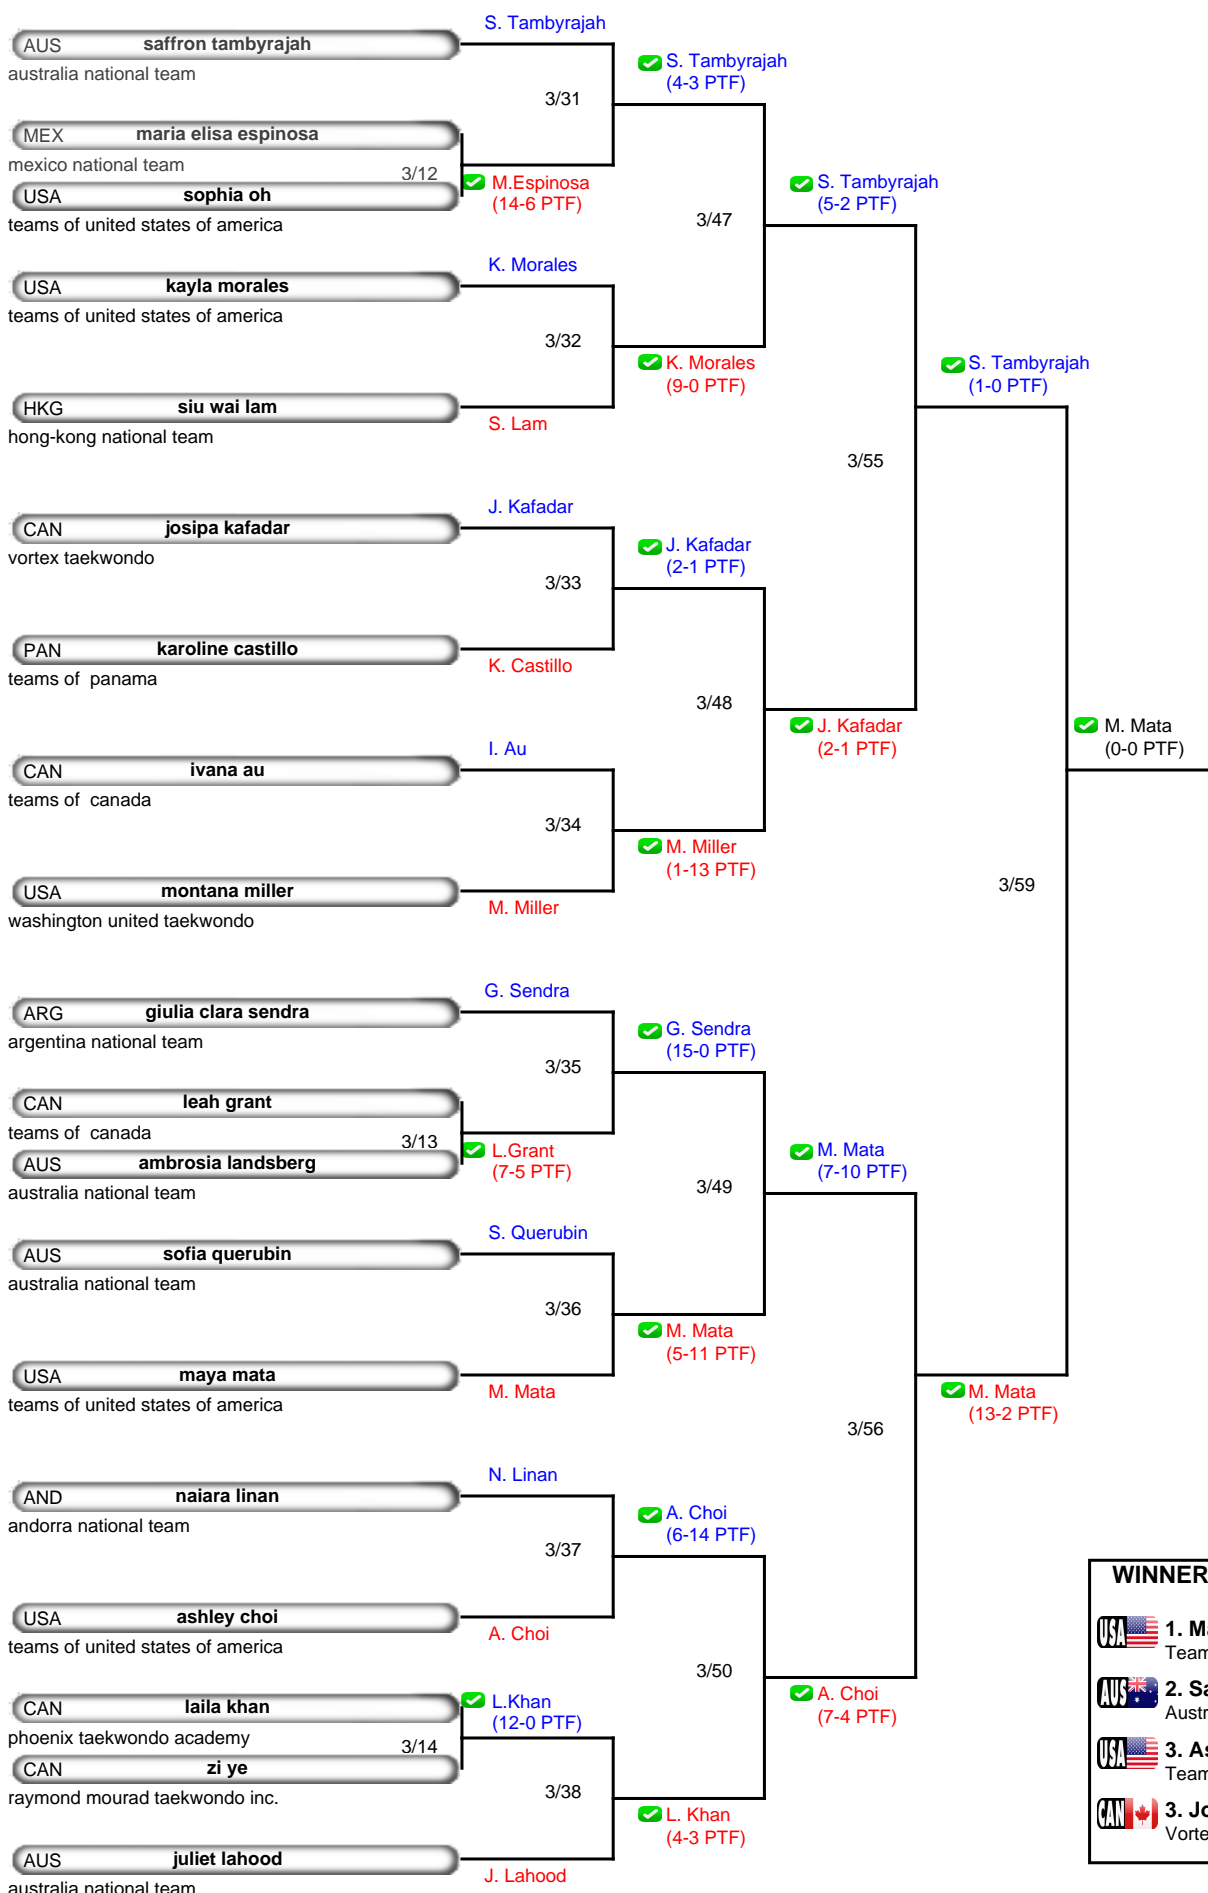 S. Tambyrajah
AUS saffron tambyrajah
australia national team
S. Tambyrajah
(4-3 PTF)
3/31
MEX maria elisa espinosa
mexico national team
3/12
M.Espinosa
(14-6 PTF)
USA sophia oh
teams of united states of america
S. Tambyrajah
(5-2 PTF)
3/47
K. Morales
USA kayla morales
teams of united states of america
3/32
K. Morales
(9-0 PTF)
S. Tambyrajah
(1-0 PTF)
HKG siu wai lam
hong-kong national team
S. Lam
3/55
J. Kafadar
CAN josipa kafadar
vortex taekwondo
J. Kafadar
(2-1 PTF)
3/33
PAN karoline castillo
teams of panama
K. Castillo
3/48
J. Kafadar
(2-1 PTF)
M. Mata
(0-0 PTF)
I. Au
CAN ivana au
teams of canada
3/34
M. Miller
(1-13 PTF)
USA montana miller
washington united taekwondo
M. Miller
3/59
G. Sendra
ARG giulia clara sendra
argentina national team
G. Sendra
(15-0 PTF)
3/35
CAN leah grant
teams of canada
3/13
L.Grant
(7-5 PTF)
AUS ambrosia landsberg
australia national team
M. Mata
(7-10 PTF)
3/49
S. Querubin
AUS sofia querubin
australia national team
3/36
M. Mata
(5-11 PTF)
USA maya mata
teams of united states of america
M. Mata
M. Mata
(13-2 PTF)
3/56
N. Linan
AND naiara linan
andorra national team
A. Choi
(6-14 PTF)
3/37
USA ashley choi
teams of united states of america
A. Choi
3/50
A. Choi
(7-4 PTF)
CAN laila khan
phoenix taekwondo academy
3/14
L.Khan
(12-0 PTF)
CAN zi ye
raymond mourad taekwondo inc.
3/38
L. Khan
(4-3 PTF)
AUS juliet lahood
australia national team
J. Lahood
WINNER
USA 1. Ma
Team
AUS 2. Sa
Austr
USA 3. As
Team
CAN 3. Jo
Vorte